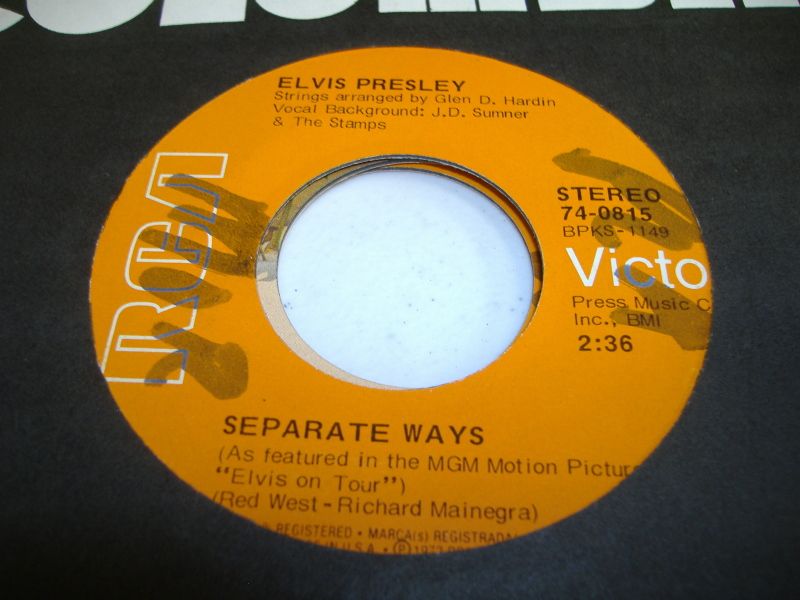 ELVIS PRESLEY
Strings arranged by Glen D. Hardin
Vocal Background: J.D. Sumner
& The Stamps
RCA
STEREO
74-0815
BPKS-1149
Victo
Press Music C
Inc., BMI
2:36
SEPARATE WAYS
(As featured in the MGM Motion Picture
"Elvis on Tour")
(Red West-Richard Mainegra)
REGISTERED • MARCA(s) REGISTRADA
IN U.S.A. • ℗